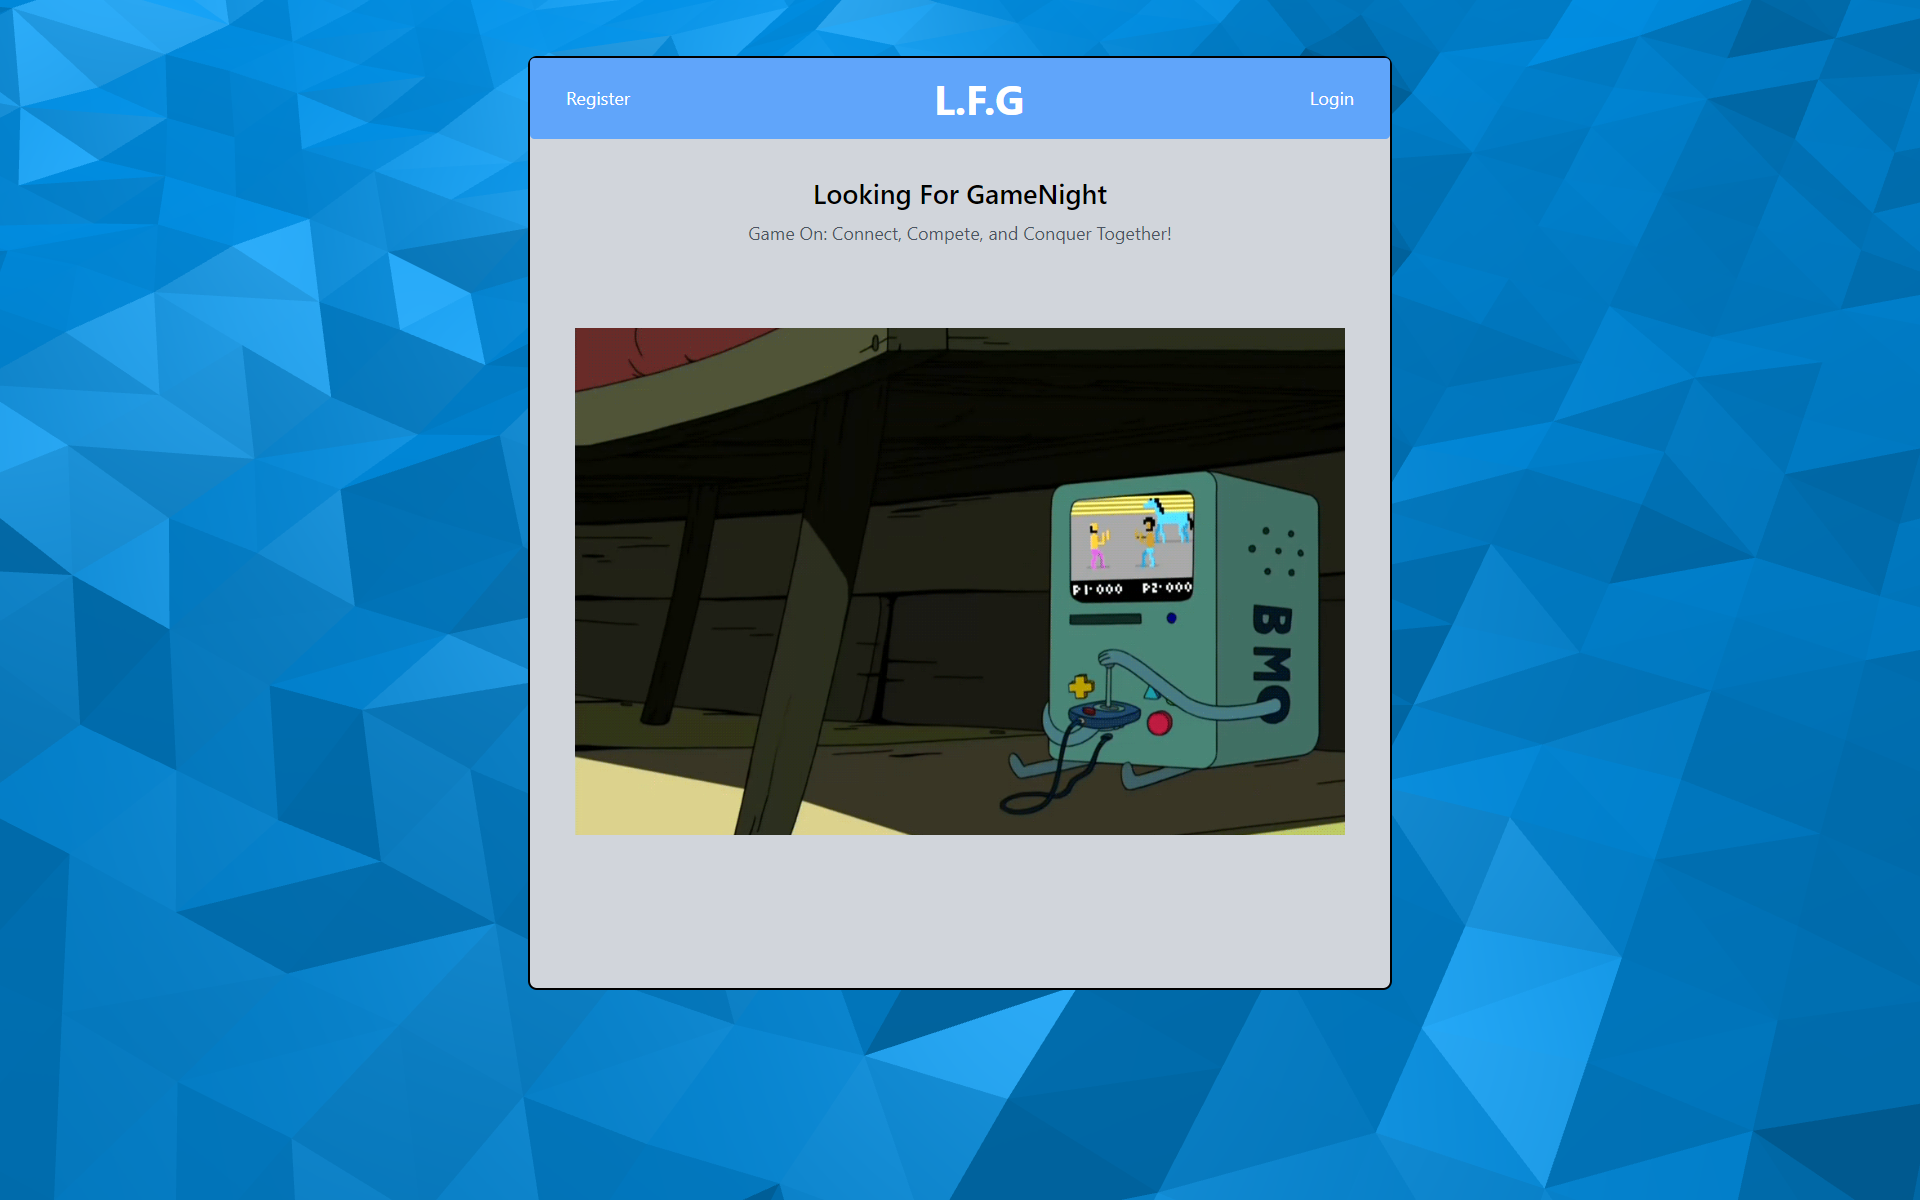 Register
L.F.G
Login
Looking For GameNight
Game On: Connect, Compete, and Conquer Together!
P1·000 P2·000
BMO